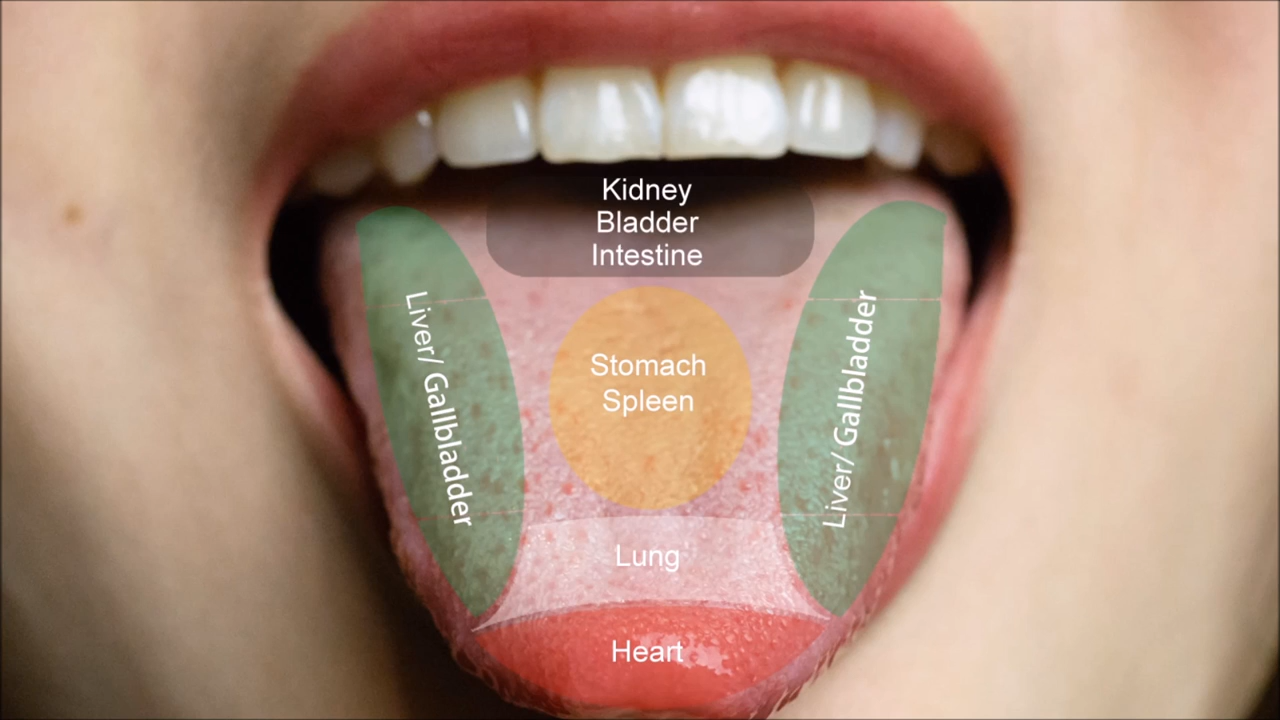 Kidney
Bladder
Intestine
Liver/ Gallbladder
Stomach
Spleen
Liver/ Gallbladder
Lung
Heart